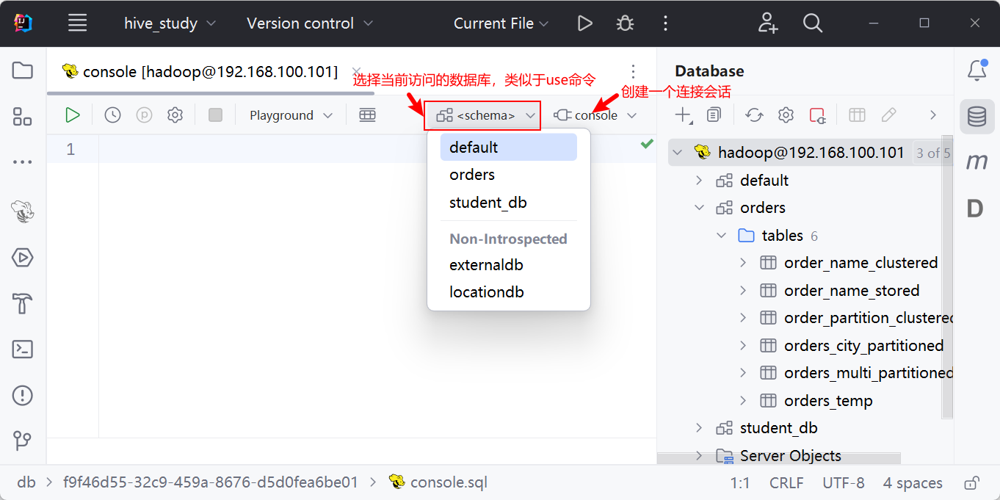 hive_study
Version control
Current File
console [hadoop@192.168.100.101]
选择当前访问的数据库，类似于use命令
Database
创建一个连接会话
Playground
<schema>
console
1
default
orders
student_db
Non-Introspected
externaldb
locationdb
hadoop@192.168.100.101 3 of 5
default
orders
tables 6
order_name_clustered
order_name_stored
order_partition_clustered
orders_city_partitioned
orders_multi_partitioned
orders_temp
student_db
Server Objects
m
D
db > f9f46d55-32c9-459a-8676-d5d0fea6be01 > console.sql
1:1 CRLF UTF-8 4 spaces